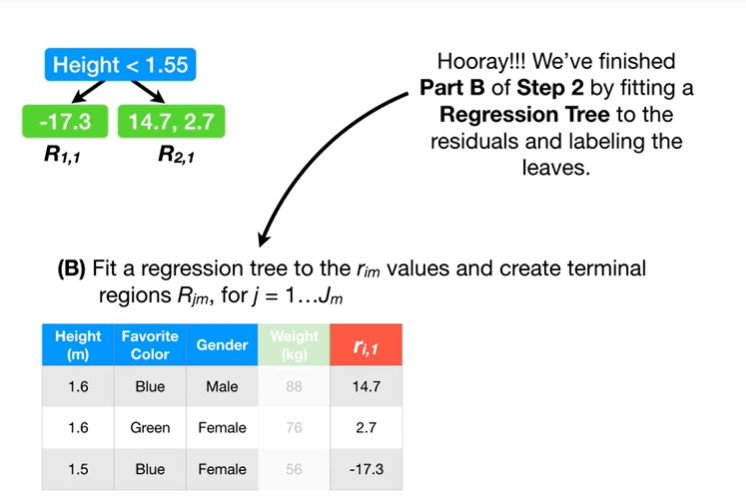 Height < 1.55
-17.3
14.7, 2.7
R1,1
R2,1
Hooray!!! We’ve finished
Part B of Step 2 by fitting a
Regression Tree to the
residuals and labeling the
leaves.
(B) Fit a regression tree to the rim values and create terminal
regions Rjm, for j = 1…Jm
Height (m) Favorite Color Gender Weight (kg) ri,1
1.6 Blue Male 88 14.7
1.6 Green Female 76 2.7
1.5 Blue Female 56 -17.3